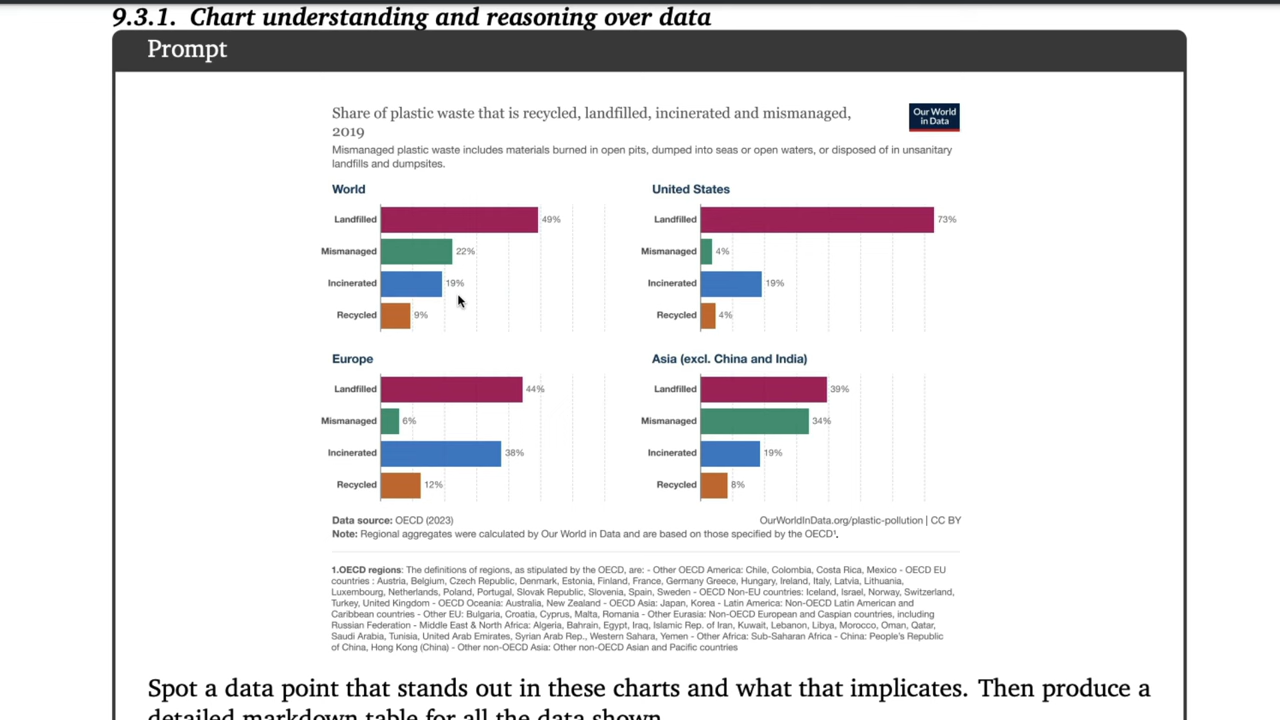 9.3.1. Chart understanding and reasoning over data
Prompt
Share of plastic waste that is recycled, landfilled, incinerated and mismanaged,
2019
Our World
in Data
Mismanaged plastic waste includes materials burned in open pits, dumped into seas or open waters, or disposed of in unsanitary
landfills and dumpsites.
World
Landfilled 49%
Mismanaged 22%
Incinerated 19%
Recycled 9%
United States
Landfilled 73%
Mismanaged 4%
Incinerated 19%
Recycled 4%
Europe
Landfilled 44%
Mismanaged 6%
Incinerated 38%
Recycled 12%
Asia (excl. China and India)
Landfilled 39%
Mismanaged 34%
Incinerated 19%
Recycled 8%
Data source: OECD (2023)
OurWorldInData.org/plastic-pollution | CC BY
Note: Regional aggregates were calculated by Our World in Data and are based on those specified by the OECD¹.
1.OECD regions: The definitions of regions, as stipulated by the OECD, are: - Other OECD America: Chile, Colombia, Costa Rica, Mexico - OECD EU
countries : Austria, Belgium, Czech Republic, Denmark, Estonia, Finland, France, Germany Greece, Hungary, Ireland, Italy, Latvia, Lithuania,
Luxembourg, Netherlands, Poland, Portugal, Slovak Republic, Slovenia, Spain, Sweden - OECD Non-EU countries: Iceland, Israel, Norway, Switzerland,
Turkey, United Kingdom - OECD Oceania: Australia, New Zealand - OECD Asia: Japan, Korea - Latin America: Non-OECD Latin American and
Caribbean countries - Other EU: Bulgaria, Croatia, Cyprus, Malta, Romania - Other Eurasia: Non-OECD European and Caspian countries, including
Russian Federation - Middle East & North Africa: Algeria, Bahrain, Egypt, Iraq, Islamic Rep. of Iran, Kuwait, Lebanon, Libya, Morocco, Oman, Qatar,
Saudi Arabia, Tunisia, United Arab Emirates, Syrian Arab Rep., Western Sahara, Yemen - Other Africa: Sub-Saharan Africa - China: People's Republic
of China, Hong Kong (China) - Other non-OECD Asia: Other non-OECD Asian and Pacific countries
Spot a data point that stands out in these charts and what that implicates. Then produce a
detailed markdown table for all the data shown